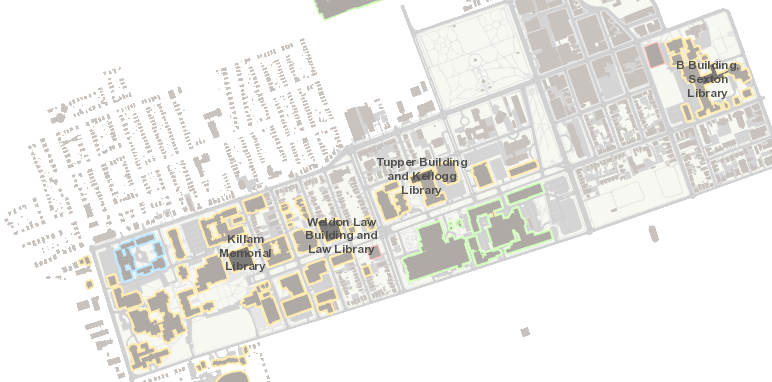 B Building,
Sexton
Library
Tupper Building
and Kellogg
Library
Weldon Law
Building and
Law Library
Killam
Memorial
Library